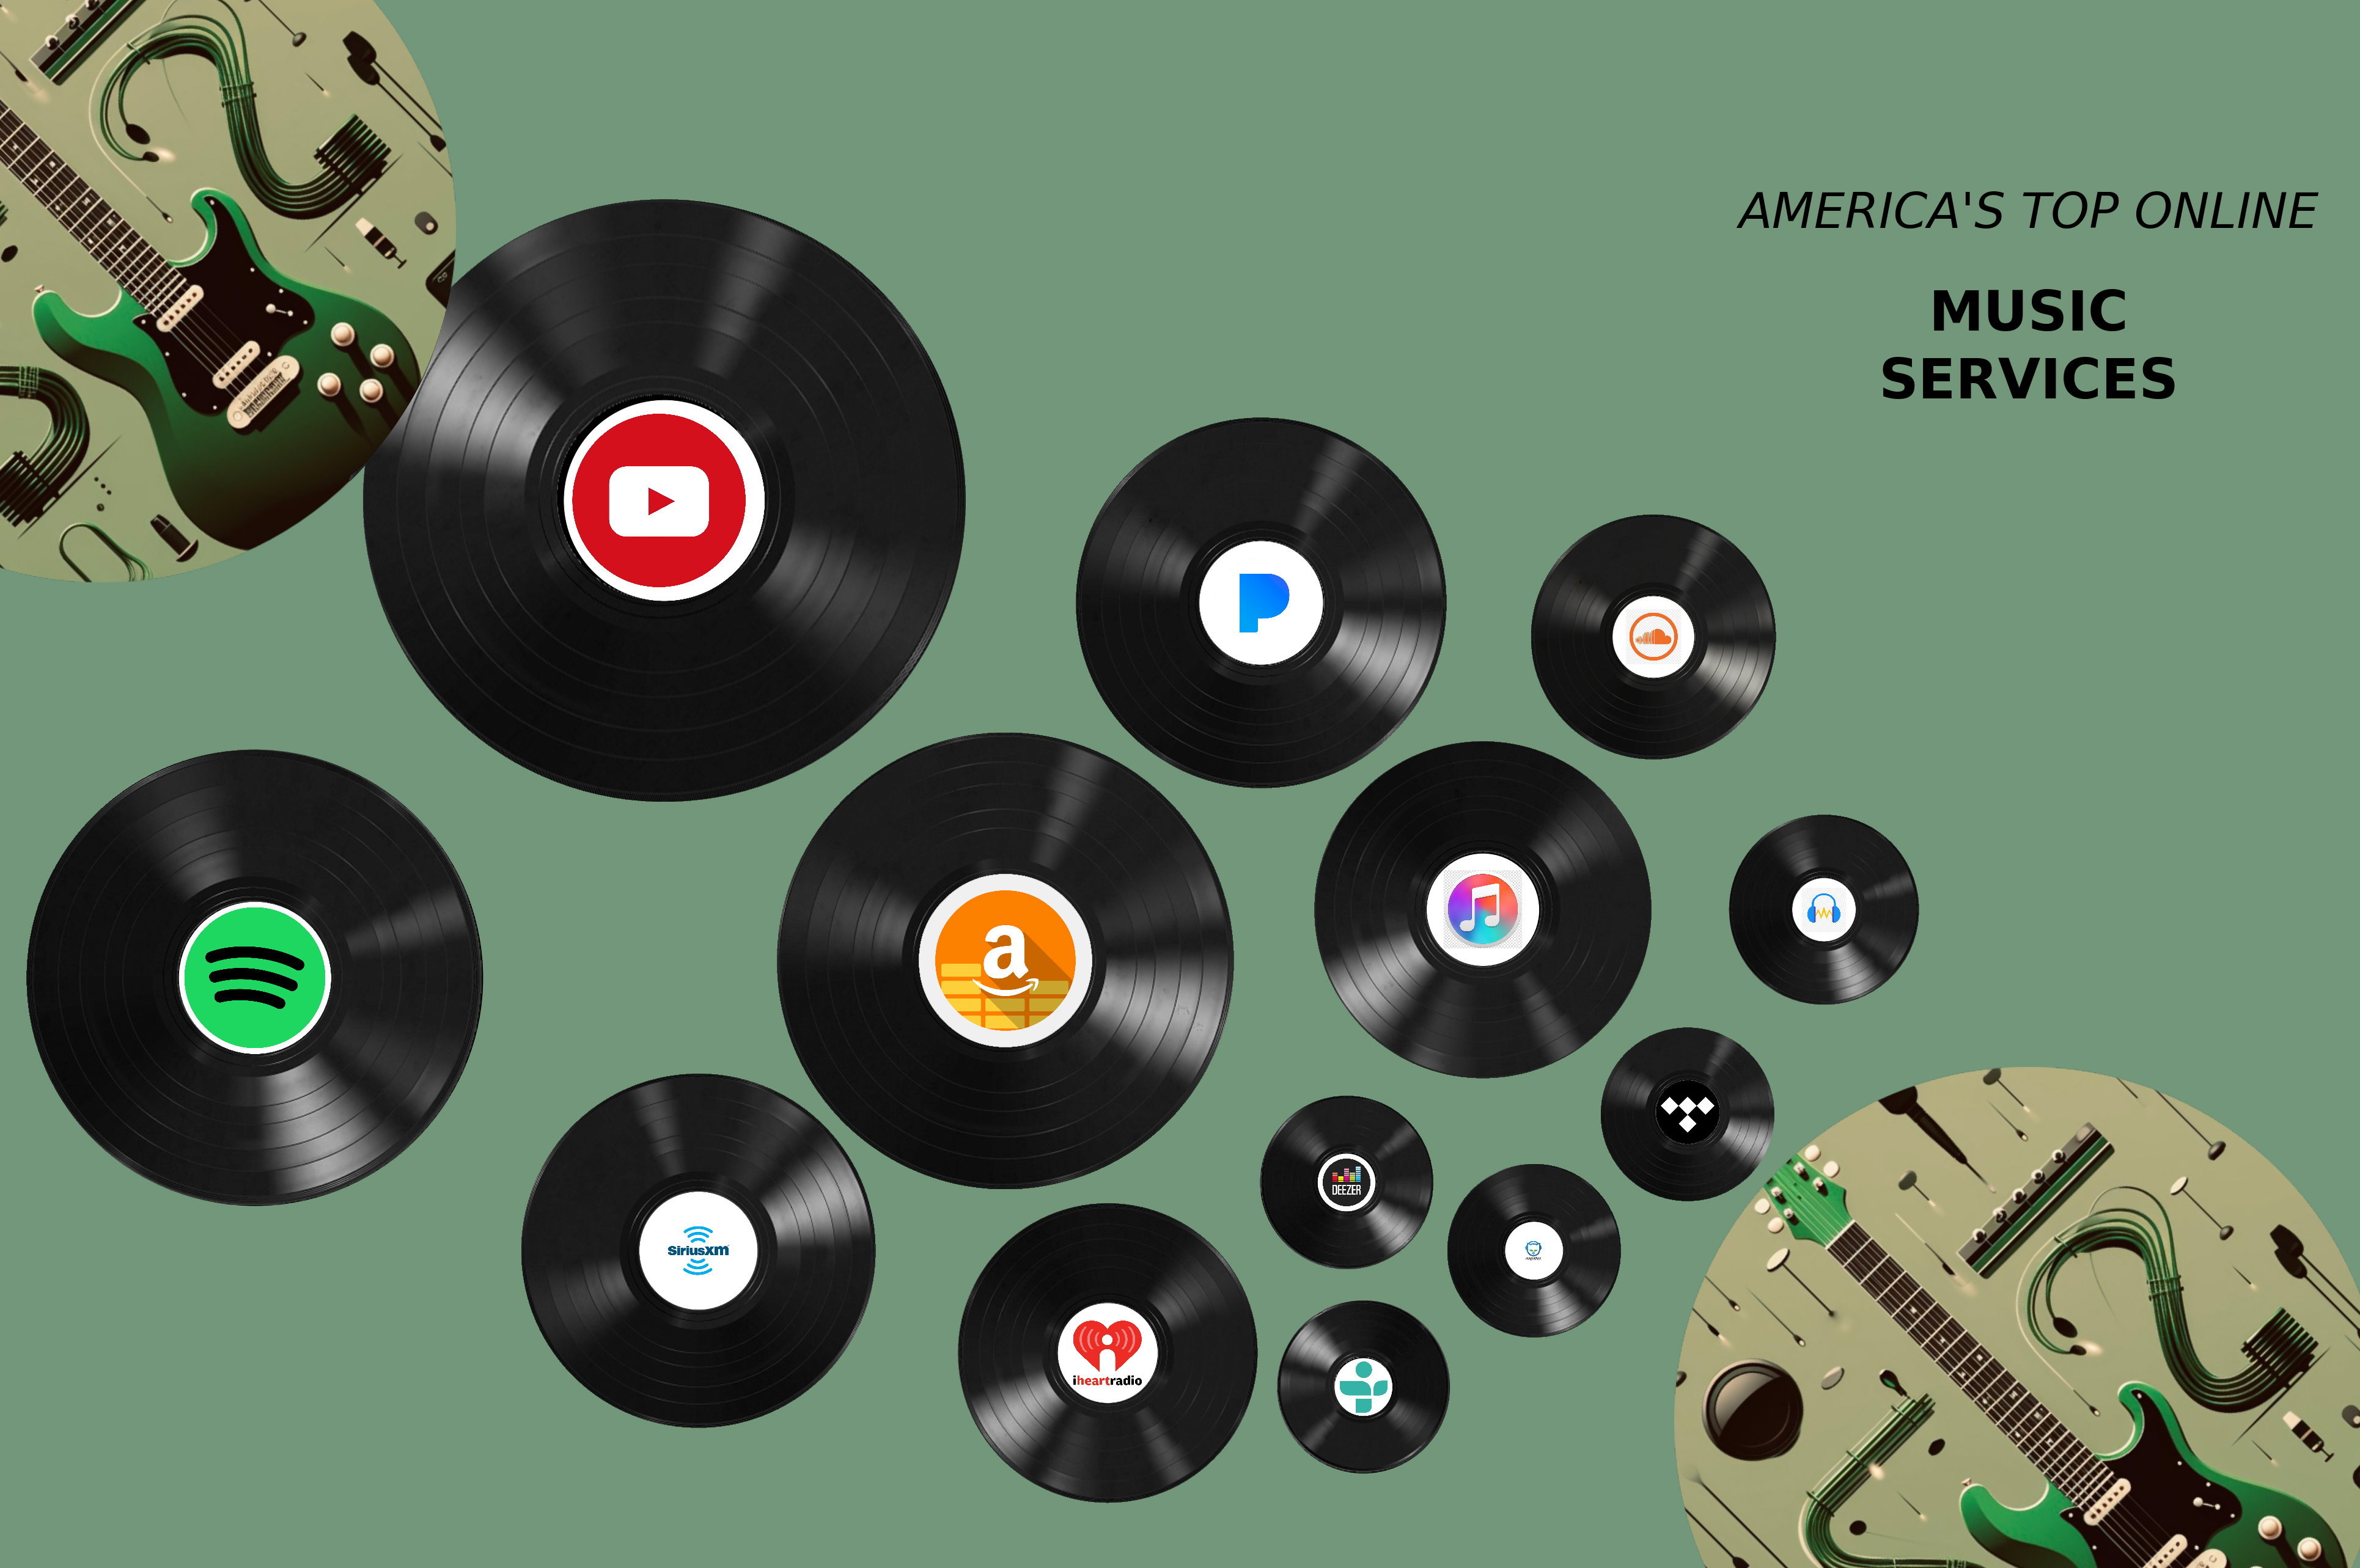 AMERICA'S TOP ONLINE
MUSIC
SERVICES
a
SiriusXM
DEEZER
iheartradio